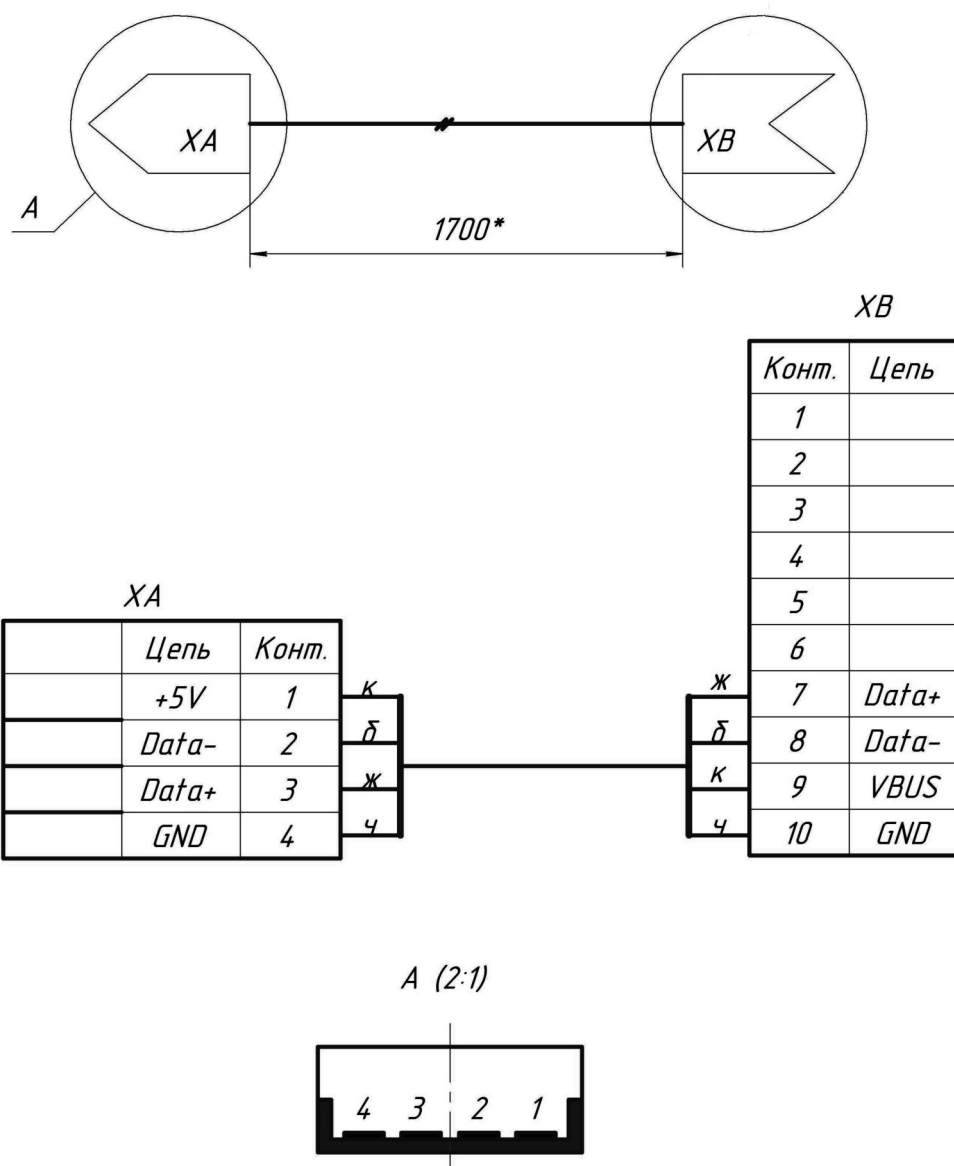 XA
XB
A
1700*
XB
Конт. Цепь
1
2
3
4
5
6
7 Data+
8 Data-
9 VBUS
10 GND
XA
Цепь Конт.
+5V 1
Data- 2
Data+ 3
GND 4
к
б
ж
ч
ж
б
к
ч
A (2:1)
4 3 2 1